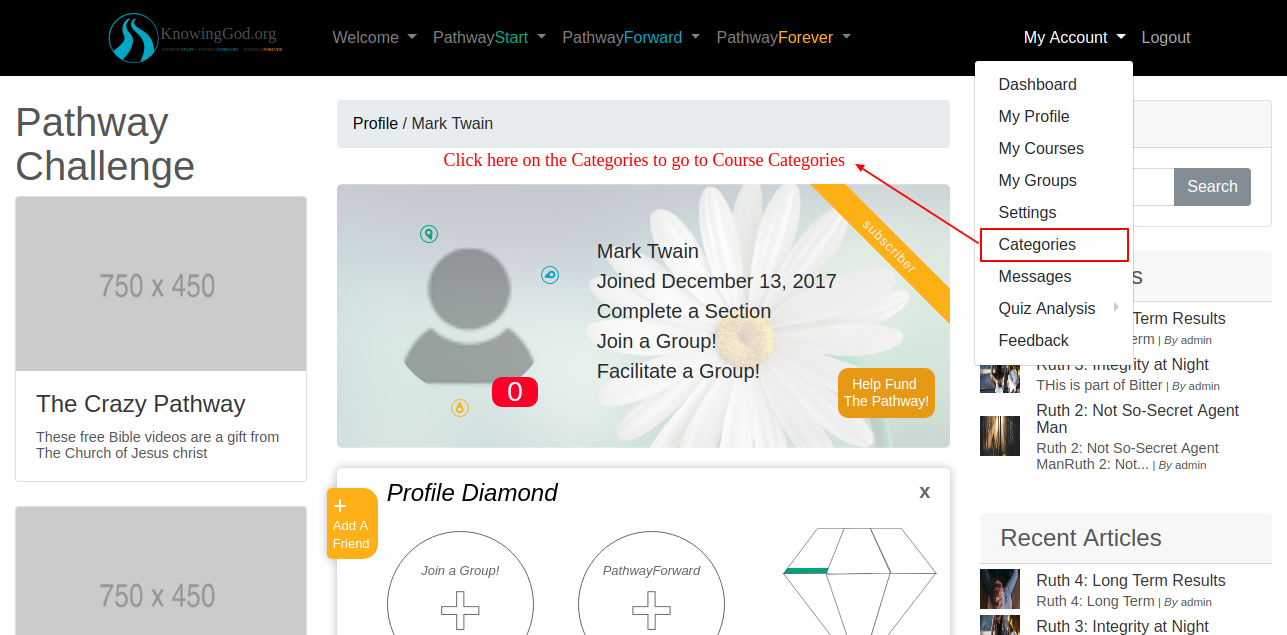 KnowingGod.org
Welcome
PathwayStart
PathwayForward
PathwayForever
My Account
Logout
Dashboard
My Profile
My Courses
My Groups
Settings
Categories
Messages
Quiz Analysis
Feedback
Pathway
Challenge
750 x 450
The Crazy Pathway
These free Bible videos are a gift from
The Church of Jesus christ
750 x 450
Profile / Mark Twain
Click here on the Categories to go to Course Categories
subscriber
Mark Twain
Joined December 13, 2017
Complete a Section
Join a Group!
Facilitate a Group!
0
Help Fund
The Pathway!
+
Add A
Friend
Profile Diamond
x
Join a Group!
PathwayForward
Search
s
Term Results
erm | By admin
Ruth 3: Integrity at Night
THis is part of Bitter | By admin
Ruth 2: Not So-Secret Agent
Man
Ruth 2: Not So-Secret Agent
ManRuth 2: Not... | By admin
Recent Articles
Ruth 4: Long Term Results
Ruth 4: Long Term | By admin
Ruth 3: Integrity at Night